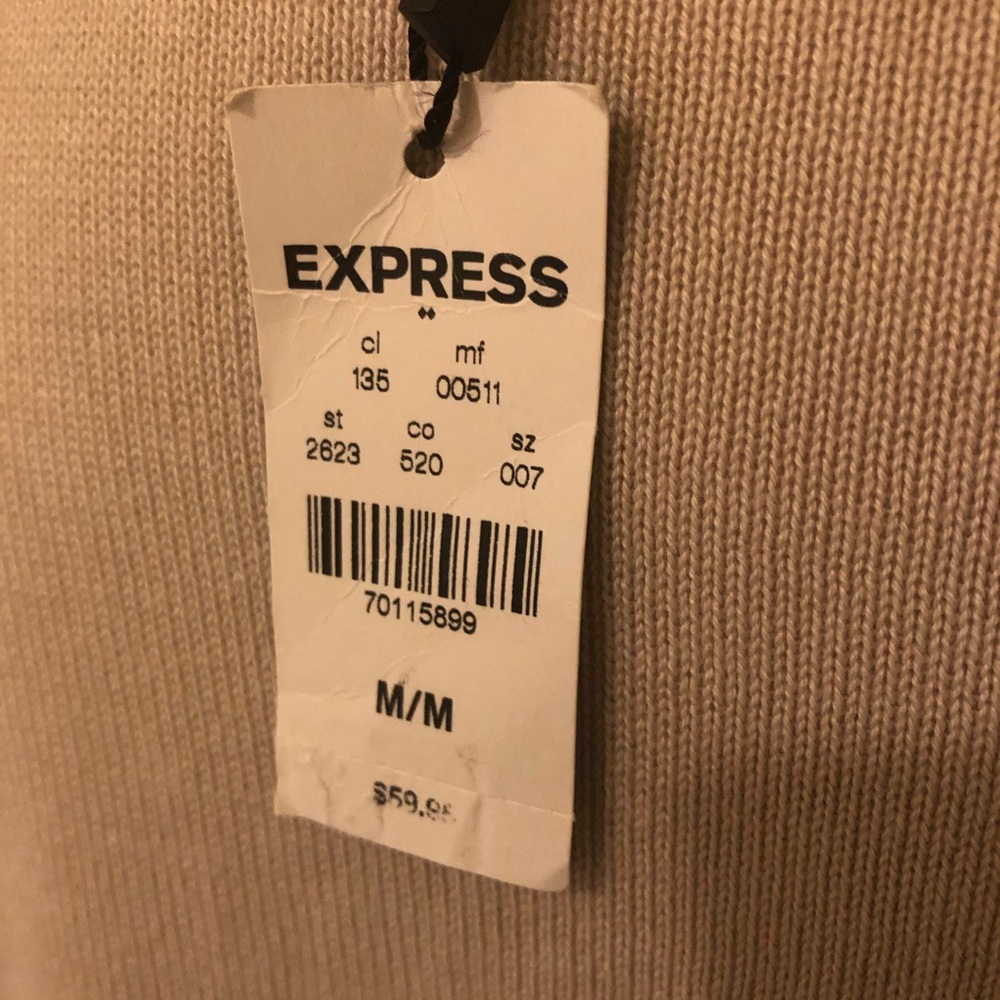 EXPRESS
cl mf
135 00511
st co sz
2623 520 007
70115899
M/M